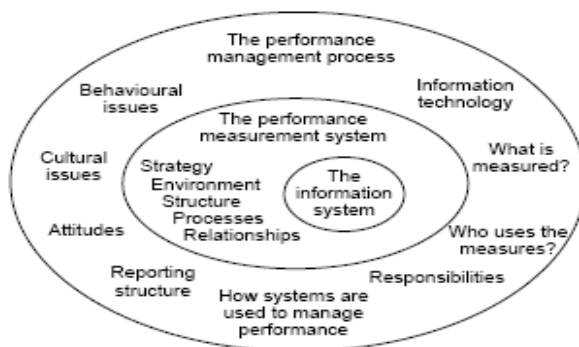 The performance
management process
Behavioural
issues
Information
technology
The performance
measurement system
Cultural
issues
What is
measured?
Strategy
Environment
Structure
Processes
Relationships
The
information
system
Attitudes
Who uses the
measures?
Reporting
structure
How systems are
used to manage
performance
Responsibilities